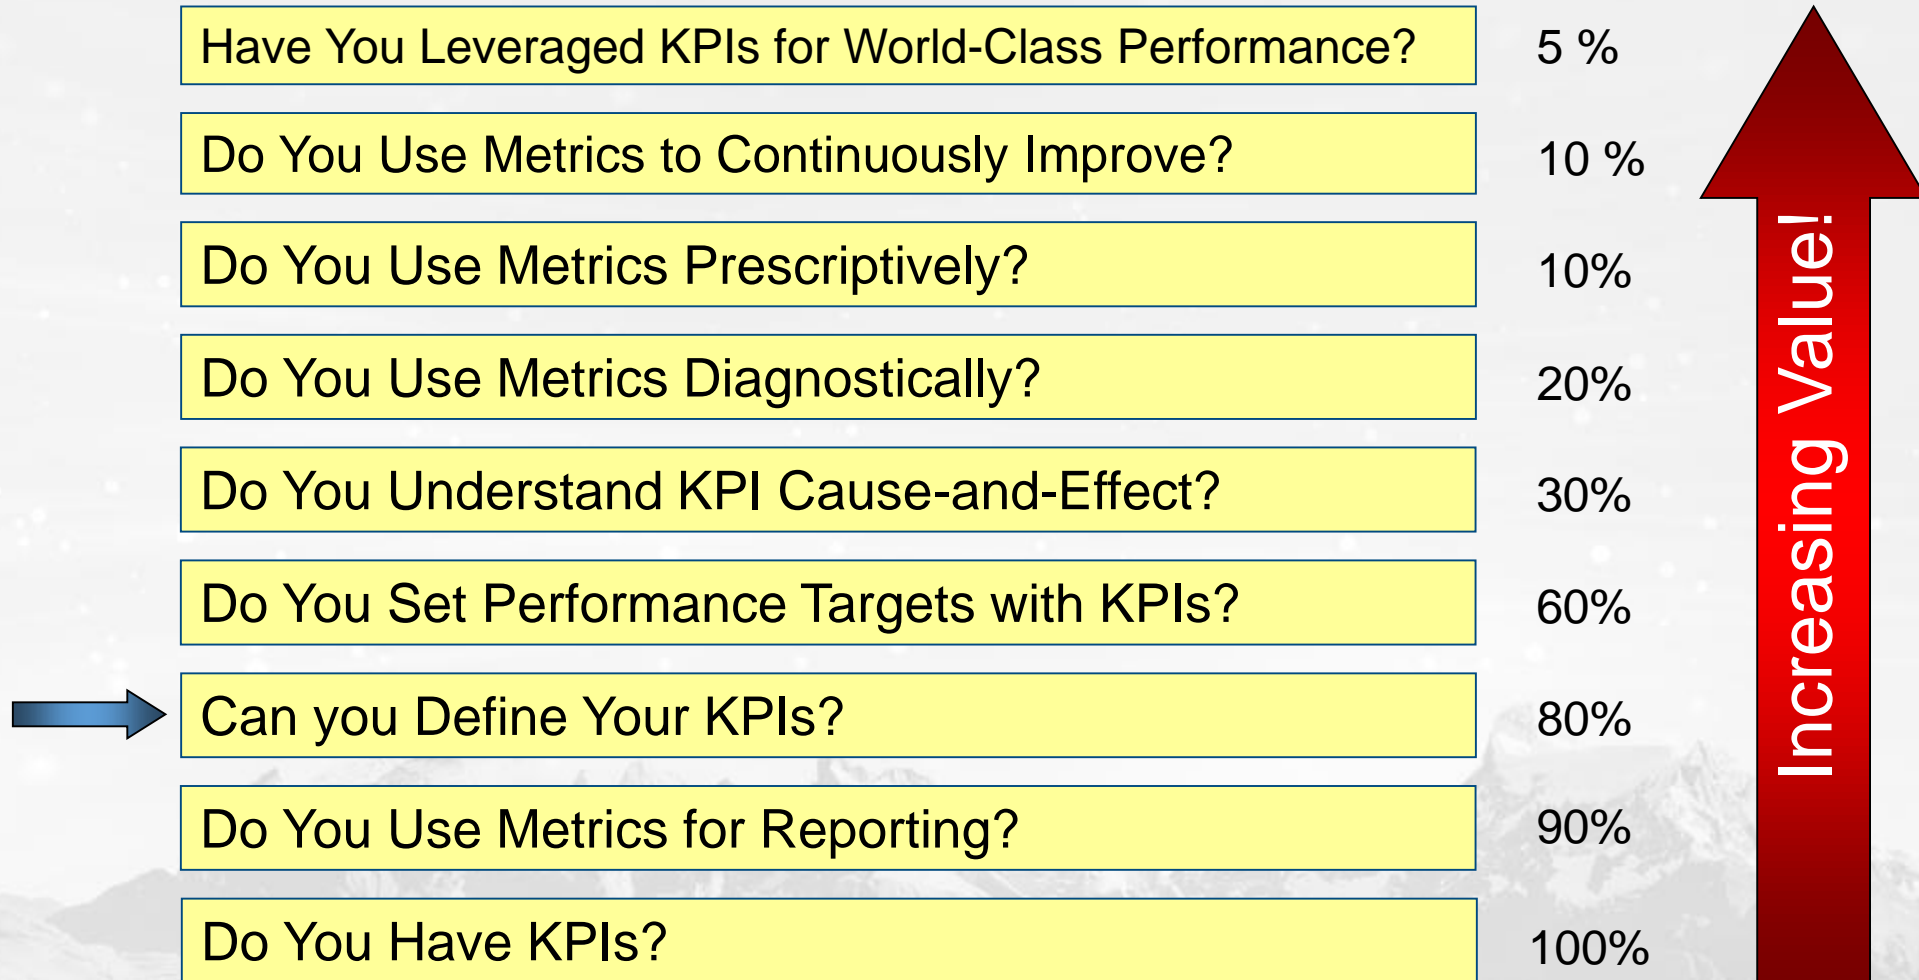 Have You Leveraged KPIs for World-Class Performance? 5 %
Do You Use Metrics to Continuously Improve? 10 %
Do You Use Metrics Prescriptively? 10%
Do You Use Metrics Diagnostically? 20%
Do You Understand KPI Cause-and-Effect? 30%
Do You Set Performance Targets with KPIs? 60%
Can you Define Your KPIs? 80%
Do You Use Metrics for Reporting? 90%
Do You Have KPIs? 100%
Increasing Value!